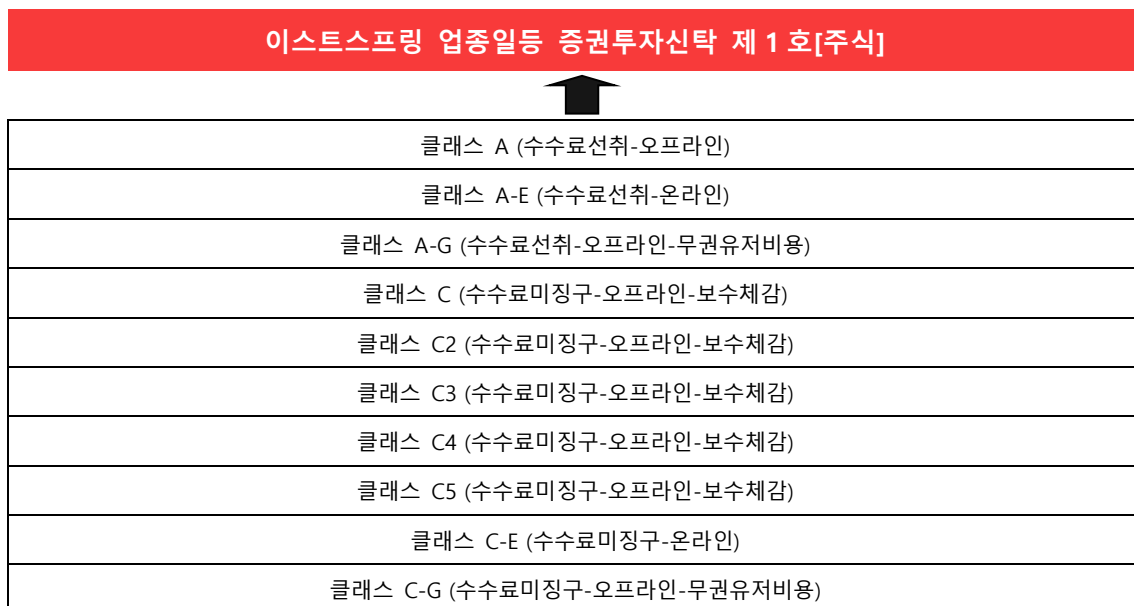 이스트스프링 업종일등 증권투자신탁 제 1 호[주식]
클래스 A (수수료선취-오프라인)
클래스 A-E (수수료선취-온라인)
클래스 A-G (수수료선취-오프라인-무권유저비용)
클래스 C (수수료미징구-오프라인-보수체감)
클래스 C2 (수수료미징구-오프라인-보수체감)
클래스 C3 (수수료미징구-오프라인-보수체감)
클래스 C4 (수수료미징구-오프라인-보수체감)
클래스 C5 (수수료미징구-오프라인-보수체감)
클래스 C-E (수수료미징구-온라인)
클래스 C-G (수수료미징구-오프라인-무권유저비용)